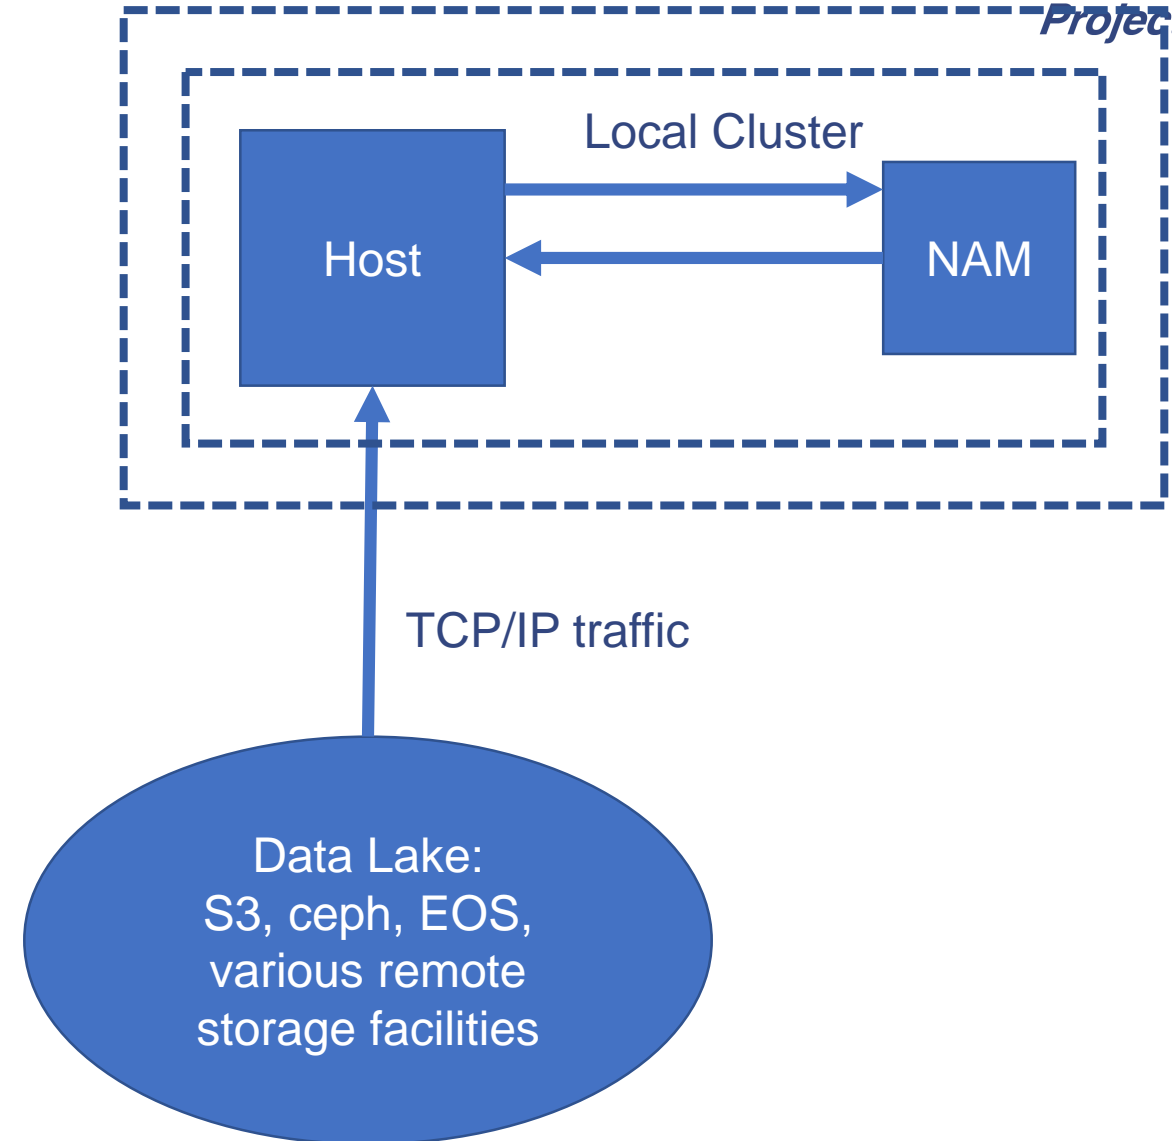 Local Cluster
Host
NAM
TCP/IP traffic
Data Lake:
S3, ceph, EOS,
various remote
storage facilities